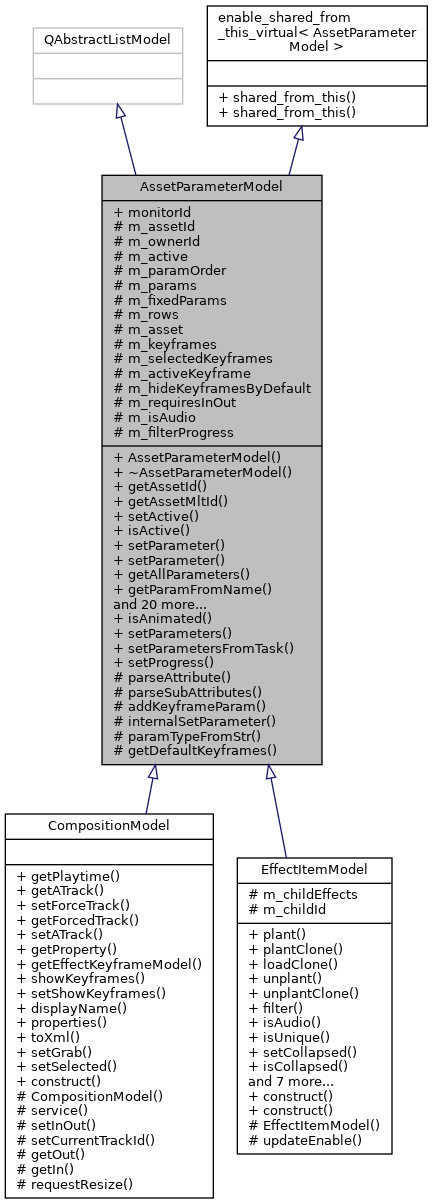 QAbstractListModel
enable_shared_from
_this_virtual< AssetParameter
Model >
+ shared_from_this()
+ shared_from_this()
AssetParameterModel
+ monitorId
# m_assetId
# m_ownerId
# m_active
# m_paramOrder
# m_params
# m_fixedParams
# m_rows
# m_asset
# m_keyframes
# m_selectedKeyframes
# m_activeKeyframe
# m_hideKeyframesByDefault
# m_requiresInOut
# m_isAudio
# m_filterProgress
+ AssetParameterModel()
+ ~AssetParameterModel()
+ getAssetId()
+ getAssetMltId()
+ setActive()
+ isActive()
+ setParameter()
+ setParameter()
+ getAllParameters()
+ getParamFromName()
and 20 more...
+ isAnimated()
+ setParameters()
+ setParametersFromTask()
+ setProgress()
# parseAttribute()
# parseSubAttributes()
# addKeyframeParam()
# internalSetParameter()
# paramTypeFromStr()
# getDefaultKeyframes()
CompositionModel
+ getPlaytime()
+ getATrack()
+ setForceTrack()
+ getForcedTrack()
+ setATrack()
+ getProperty()
+ getEffectKeyframeModel()
+ showKeyframes()
+ setShowKeyframes()
+ displayName()
+ properties()
+ toXml()
+ setGrab()
+ setSelected()
+ construct()
# CompositionModel()
# service()
# setInOut()
# setCurrentTrackId()
# getOut()
# getIn()
# requestResize()
EffectItemModel
# m_childEffects
# m_childId
+ plant()
+ plantClone()
+ loadClone()
+ unplant()
+ unplantClone()
+ filter()
+ isAudio()
+ isUnique()
+ setCollapsed()
+ isCollapsed()
and 7 more...
+ construct()
+ construct()
# EffectItemModel()
# updateEnable()